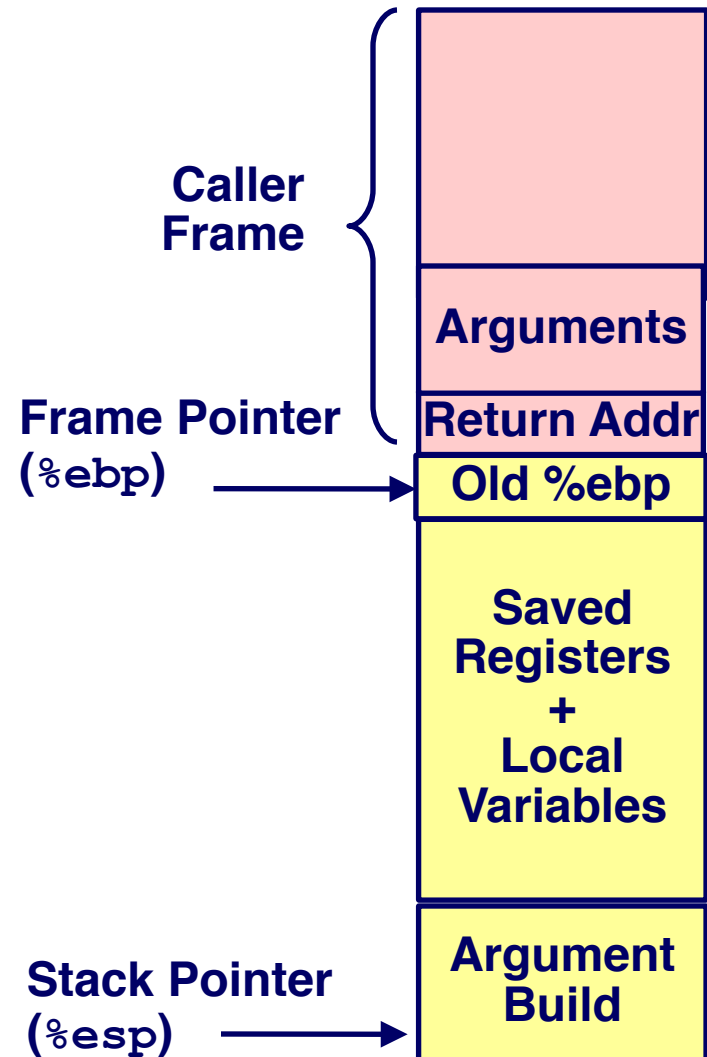 Caller
Frame
Arguments
Frame Pointer
(%ebp)
Return Addr
Old %ebp
Saved
Registers
+
Local
Variables
Stack Pointer
(%esp)
Argument
Build